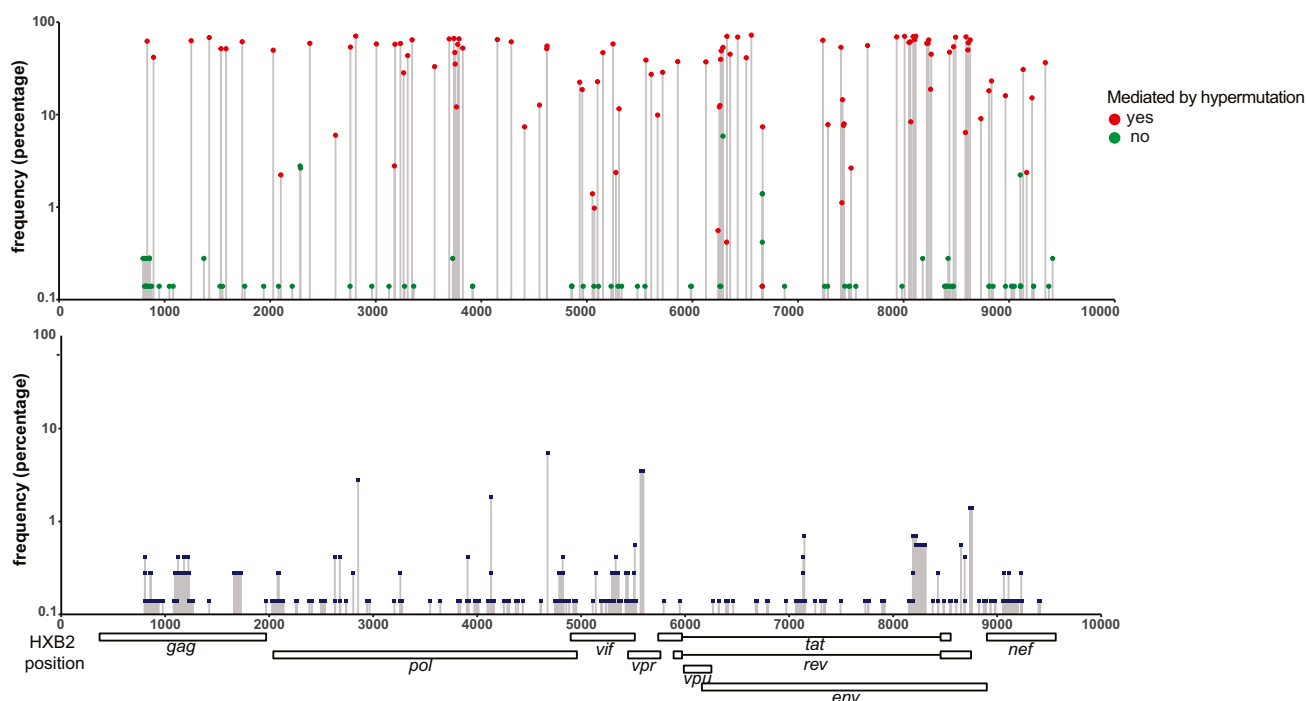 100
10
1
0.1
frequency (percentage)
0
1000
2000
3000
4000
5000
6000
7000
8000
9000
10000
Mediated by hypermutation
yes
no
100
10
1
0.1
frequency (percentage)
0
1000
2000
3000
4000
5000
6000
7000
8000
9000
10000
HXB2
position
gag
pol
vif
vpr
tat
rev
vpu
env
nef